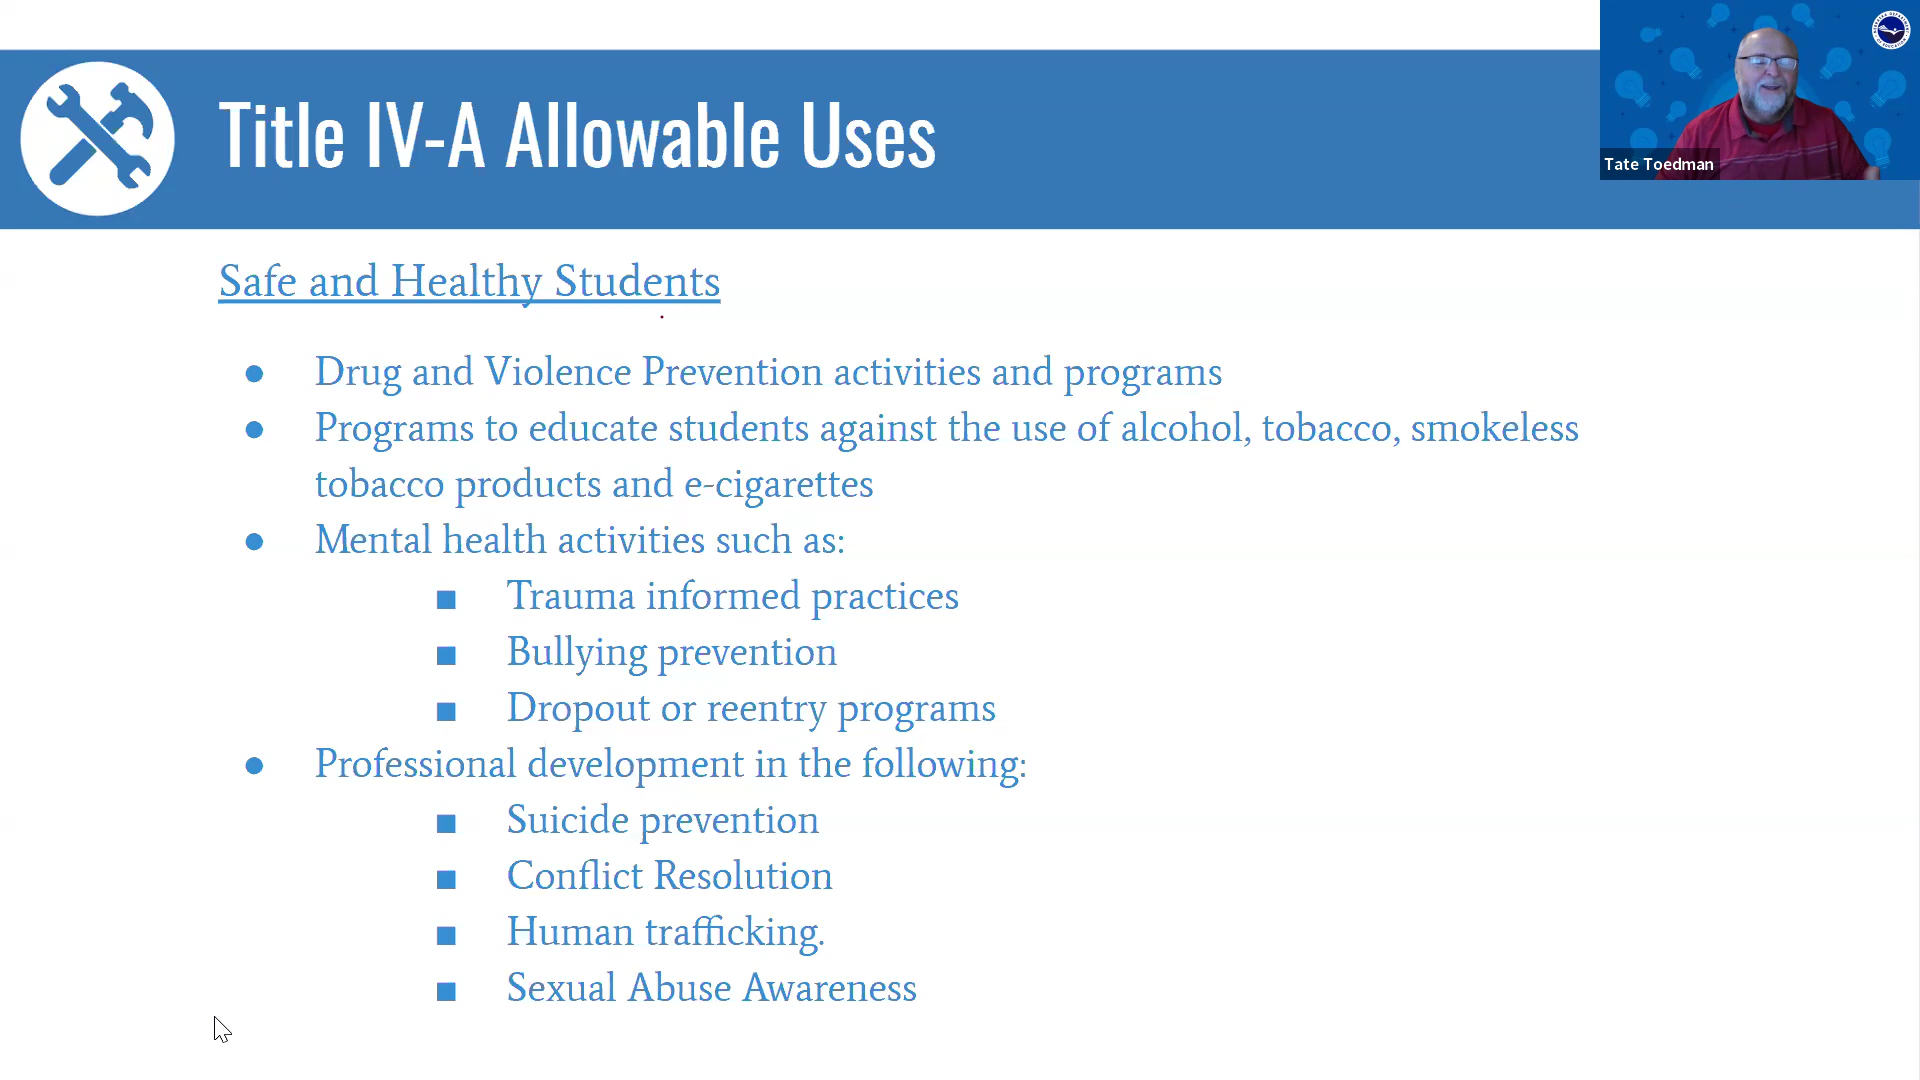 Title IV-A Allowable Uses
Tate Toedman
Safe and Healthy Students
● Drug and Violence Prevention activities and programs
● Programs to educate students against the use of alcohol, tobacco, smokeless
tobacco products and e-cigarettes
● Mental health activities such as:
■ Trauma informed practices
■ Bullying prevention
■ Dropout or reentry programs
● Professional development in the following:
■ Suicide prevention
■ Conflict Resolution
■ Human trafficking.
■ Sexual Abuse Awareness